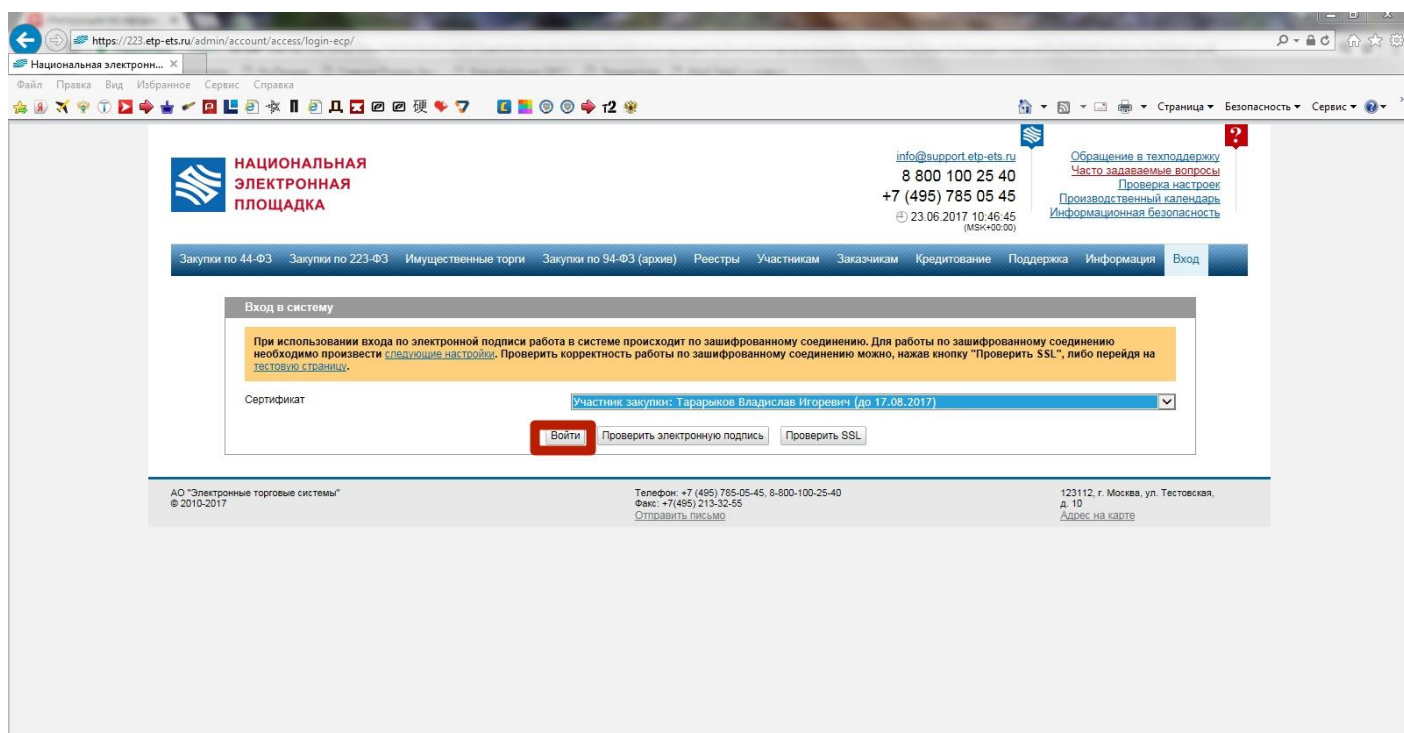 https://223.etp-ets.ru/admin/account/access/login-ecp/
Национальная электронн...
Файл Правка Вид Избранное Сервис Справка
Страница Безопасность Сервис
НАЦИОНАЛЬНАЯ
ЭЛЕКТРОННАЯ
ПЛОЩАДКА
info@support.etp-ets.ru
8 800 100 25 40
+7 (495) 785 05 45
23.06.2017 10:46:45
(MSK+00:00)
Обращение в техподдержку
Часто задаваемые вопросы
Проверка настроек
Производственный календарь
Информационная безопасность
Закупки по 44-ФЗ Закупки по 223-ФЗ Имущественные торги Закупки по 94-ФЗ (архив) Реестры Участникам Заказчикам Кредитование Поддержка Информация Вход
Вход в систему
При использовании входа по электронной подписи работа в системе происходит по зашифрованному соединению. Для работы по зашифрованному соединению
необходимо произвести следующие настройки. Проверить корректность работы по зашифрованному соединению можно, нажав кнопку "Проверить SSL", либо перейдя на
тестовую страницу.
Сертификат
Участник закупки: Тарарыков Владислав Игоревич (до 17.08.2017)
Войти Проверить электронную подпись Проверить SSL
АО "Электронные торговые системы"
© 2010-2017
Телефон: +7 (495) 785-05-45, 8-800-100-25-40
Факс: +7(495) 213-32-55
Отправить письмо
123112, г. Москва, ул. Тестовская,
д. 10
Адрес на карте